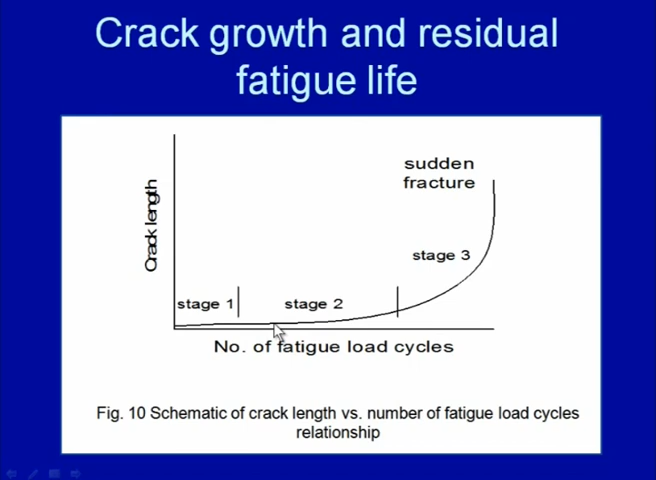 Crack growth and residual
fatigue life
sudden
fracture
Crack length
stage 3
stage 1
stage 2
No. of fatigue load cycles
Fig. 10 Schematic of crack length vs. number of fatigue load cycles
relationship